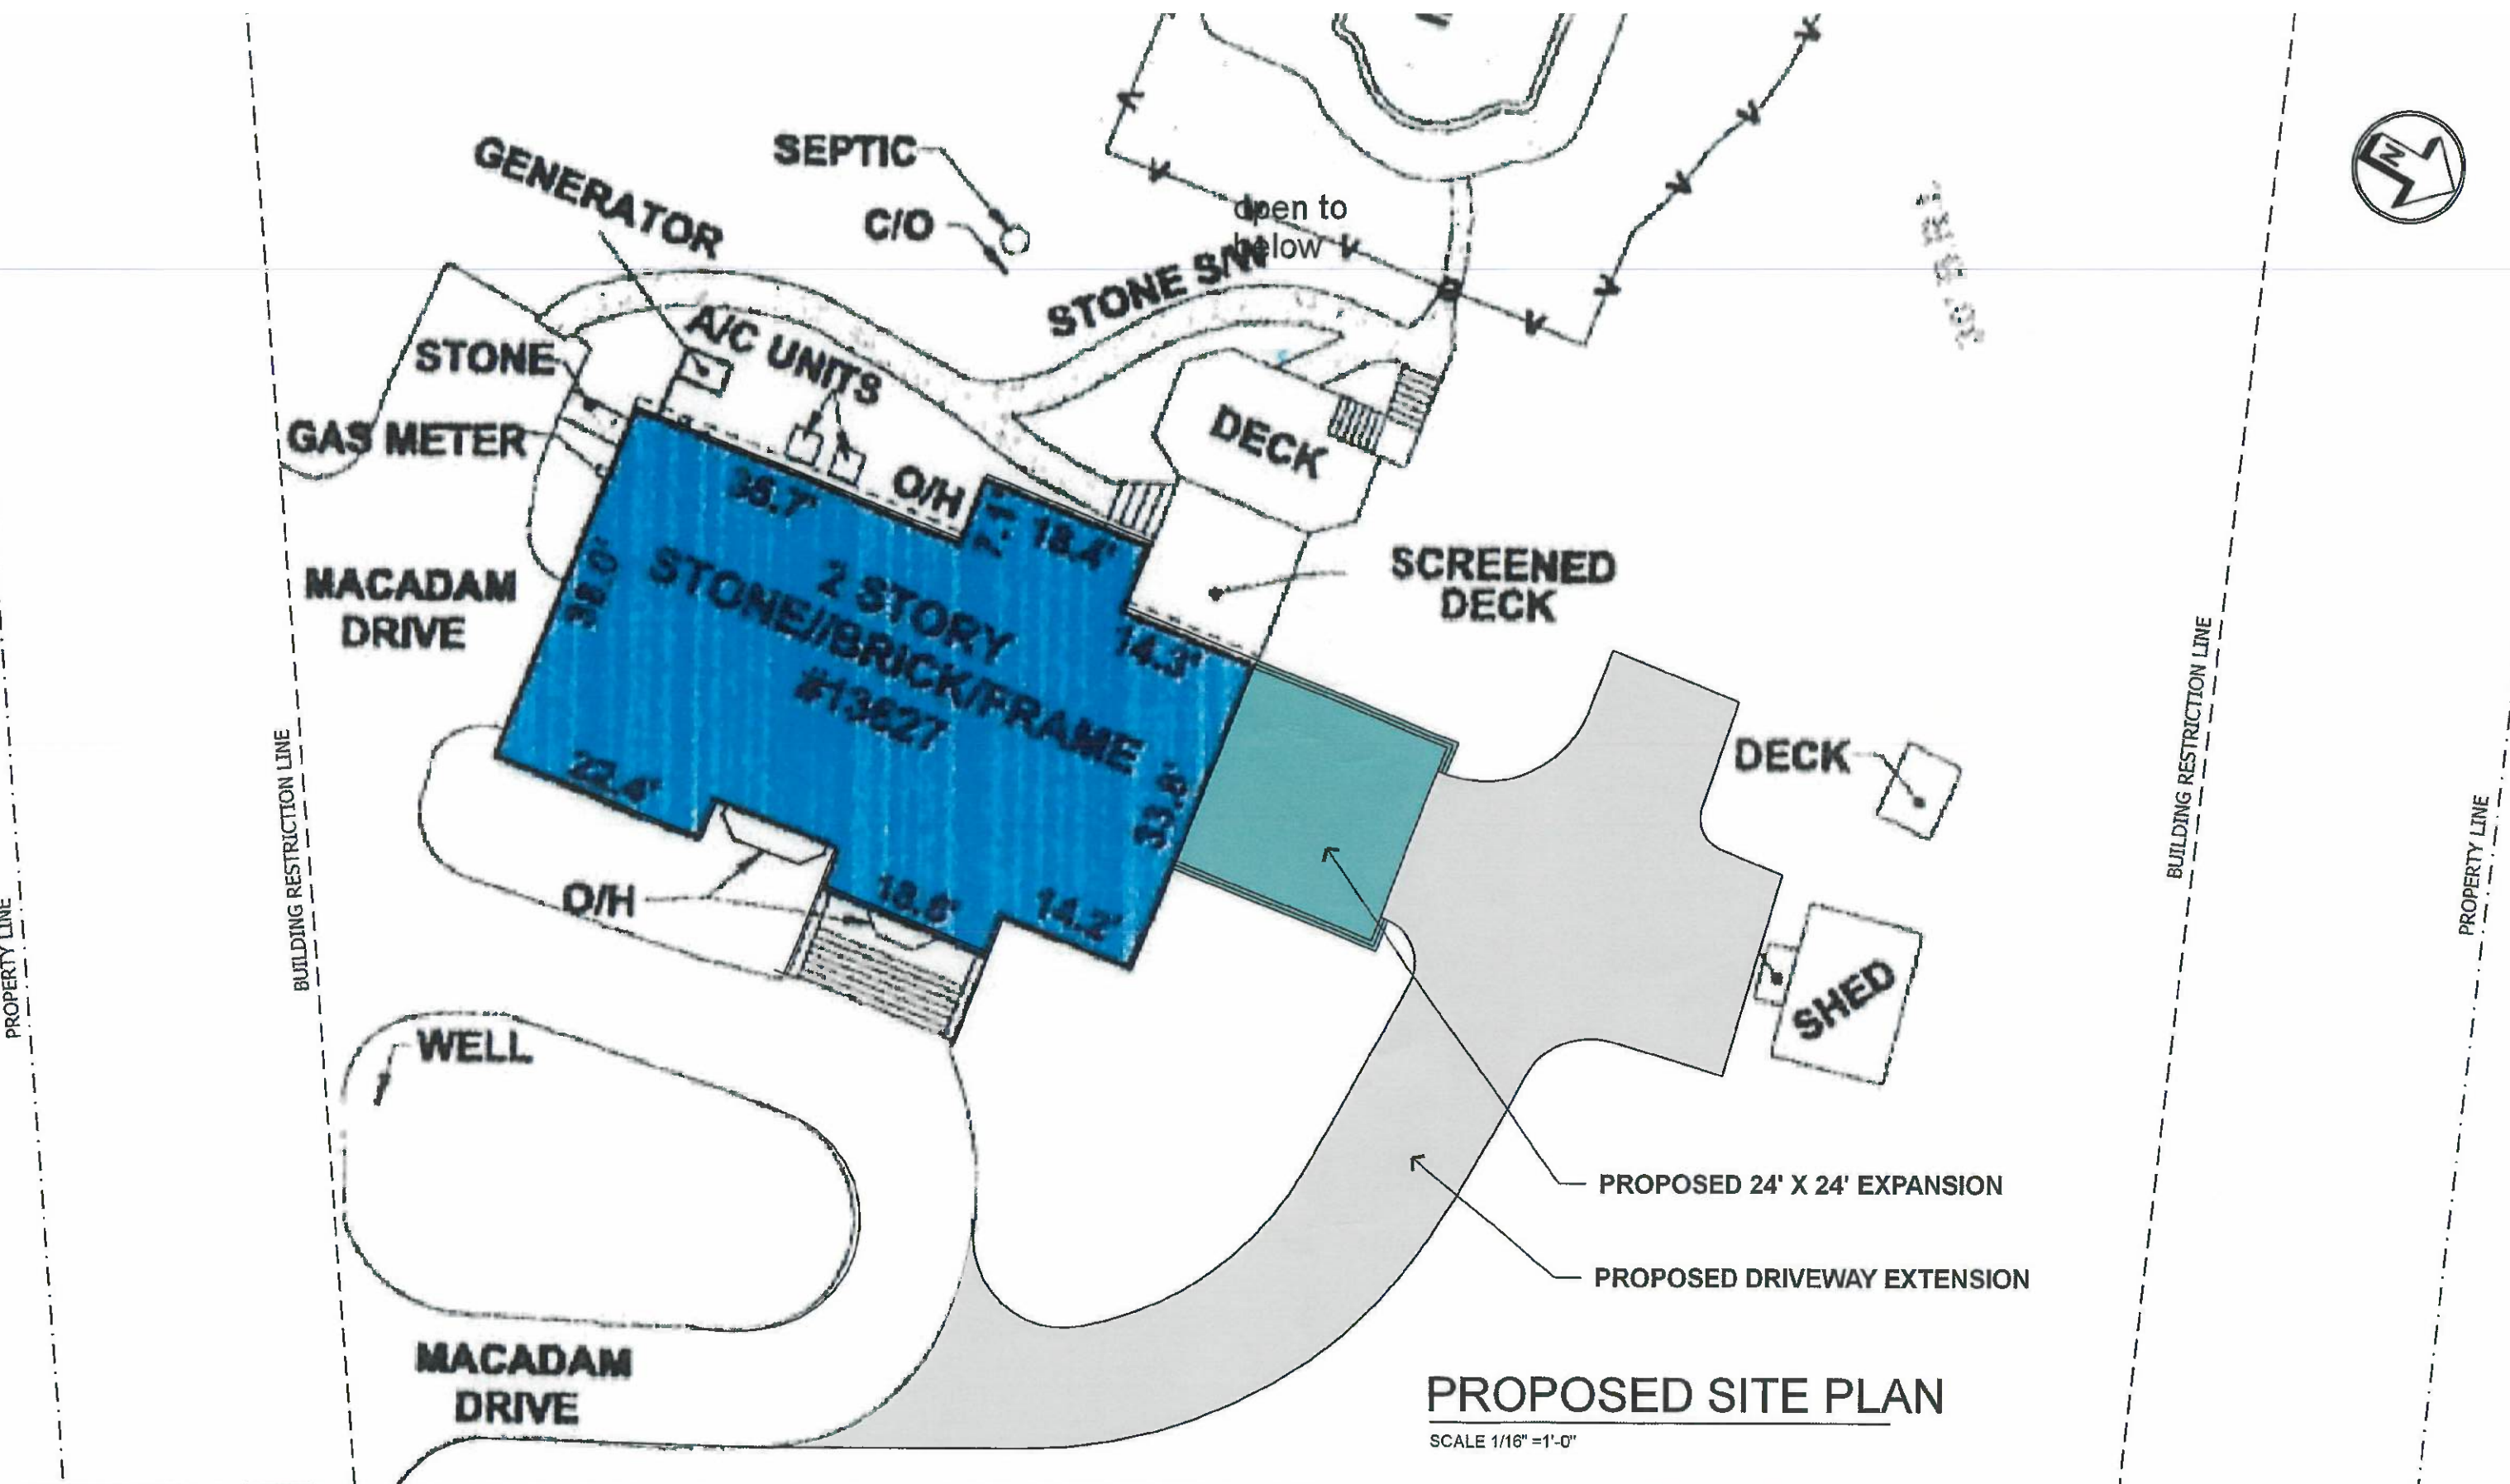 GENERATOR
SEPTIC
C/O
open to
below
STONE S/W
N
A/C UNITS
STONE
GAS METER
O/H
DECK
36.7'
7.1'
18.4'
SCREENED
DECK
MACADAM
DRIVE
38.0'
2 STORY
STONE//BRICK/FRAME
#13627
14.3'
33.8'
22.4'
18.8'
14.2'
O/H
DECK
SHED
BUILDING RESTRICTION LINE
PROPERTY LINE
BUILDING RESTRICTION LINE
PROPERTY LINE
WELL
PROPOSED 24' X 24' EXPANSION
PROPOSED DRIVEWAY EXTENSION
MACADAM
DRIVE
PROPOSED SITE PLAN
SCALE 1/16" =1'-0"